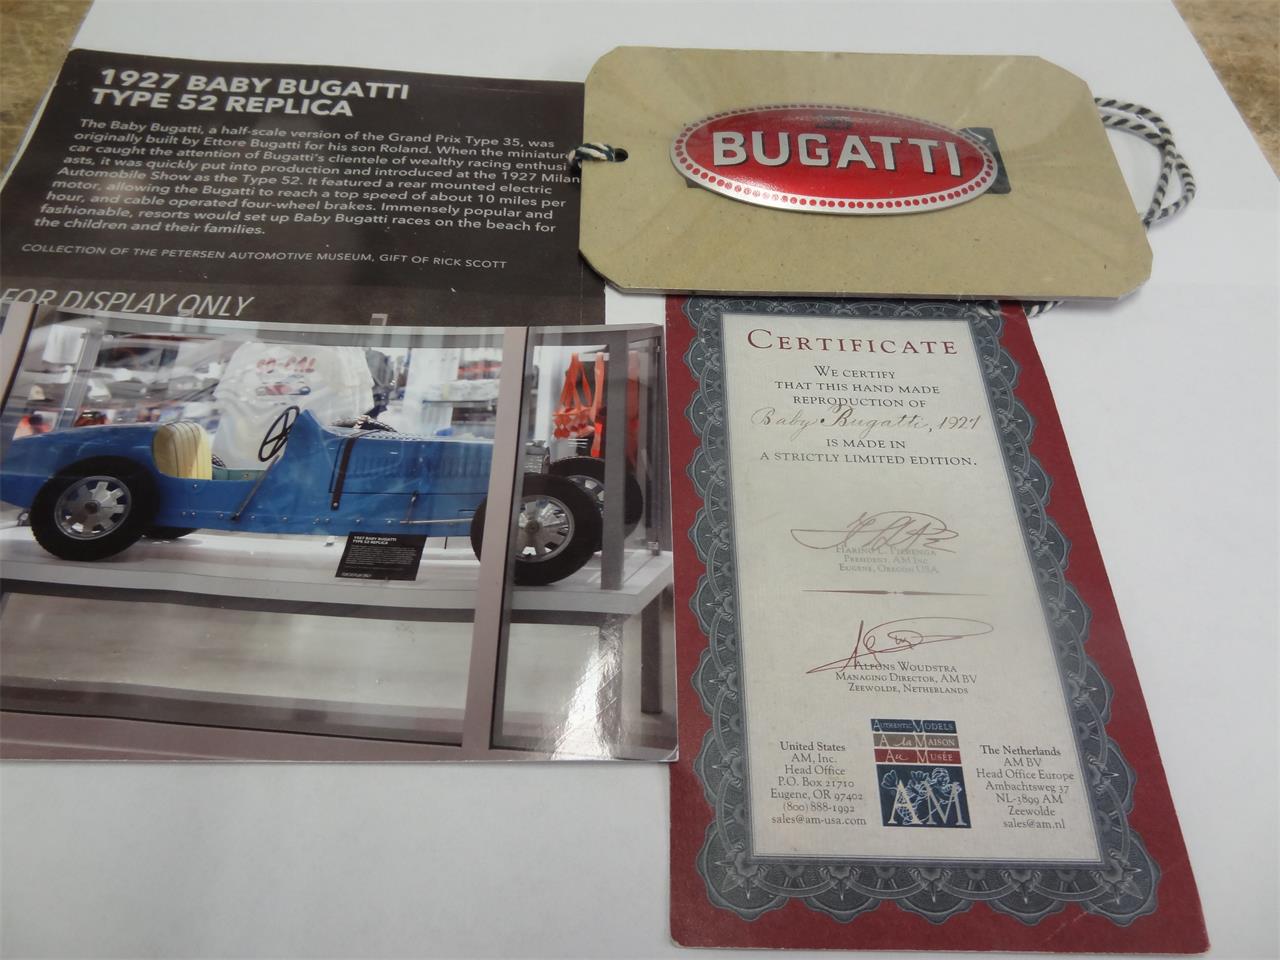 1927 BABY BUGATTI
TYPE 52 REPLICA
The Baby Bugatti, a half-scale version of the Grand Prix Type 35, was
originally built by Ettore Bugatti for his son Roland. When the miniature
car caught the attention of Bugatti's clientele of wealthy racing enthusi-
asts, it was quickly put into production and introduced at the 1927 Milan
Automobile Show as the Type 52. It featured a rear mounted electric
motor, allowing the Bugatti to reach a top speed of about 10 miles per
hour, and cable operated four-wheel brakes. Immensely popular and
fashionable, resorts would set up Baby Bugatti races on the beach for
the children and their families.
COLLECTION OF THE PETERSEN AUTOMOTIVE MUSEUM, GIFT OF RICK SCOTT
FOR DISPLAY ONLY
SO-CAL
1927 BABY BUGATTI
TYPE 52 REPLICA
BUGATTI
CERTIFICATE
WE CERTIFY
THAT THIS HAND MADE
REPRODUCTION OF
Baby Bugatti, 1927
IS MADE IN
A STRICTLY LIMITED EDITION.
HARINO L. PIERENGA
PRESIDENT, AM INC
EUGENE, OREGON USA
ALFONS WOUDSTRA
MANAGING DIRECTOR, AM BV
ZEEWOLDE, NETHERLANDS
AUTHENTIC MODELS
A la MAISON
Au MUSÉE
AM
United States
AM, Inc.
Head Office
P.O. Box 21710
Eugene, OR 97402
(800) 888-1992
sales@am-usa.com
The Netherlands
AM BV
Head Office Europe
Ambachtsweg 37
NL-3899 AM
Zeewolde
sales@am.nl